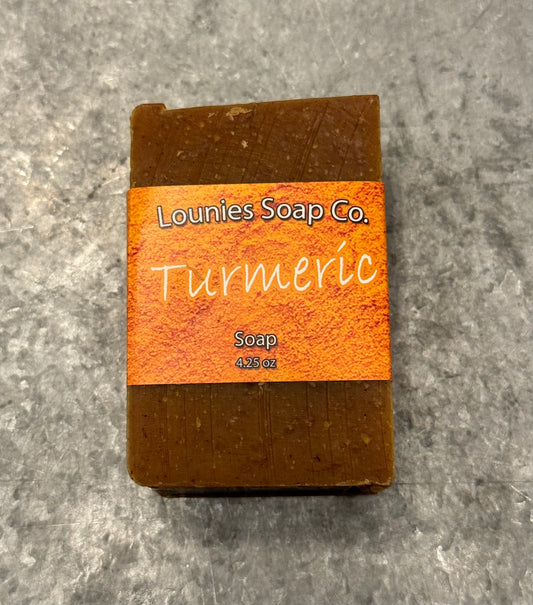 Lounies Soap Co.
Turmeric
Soap
4.25 oz